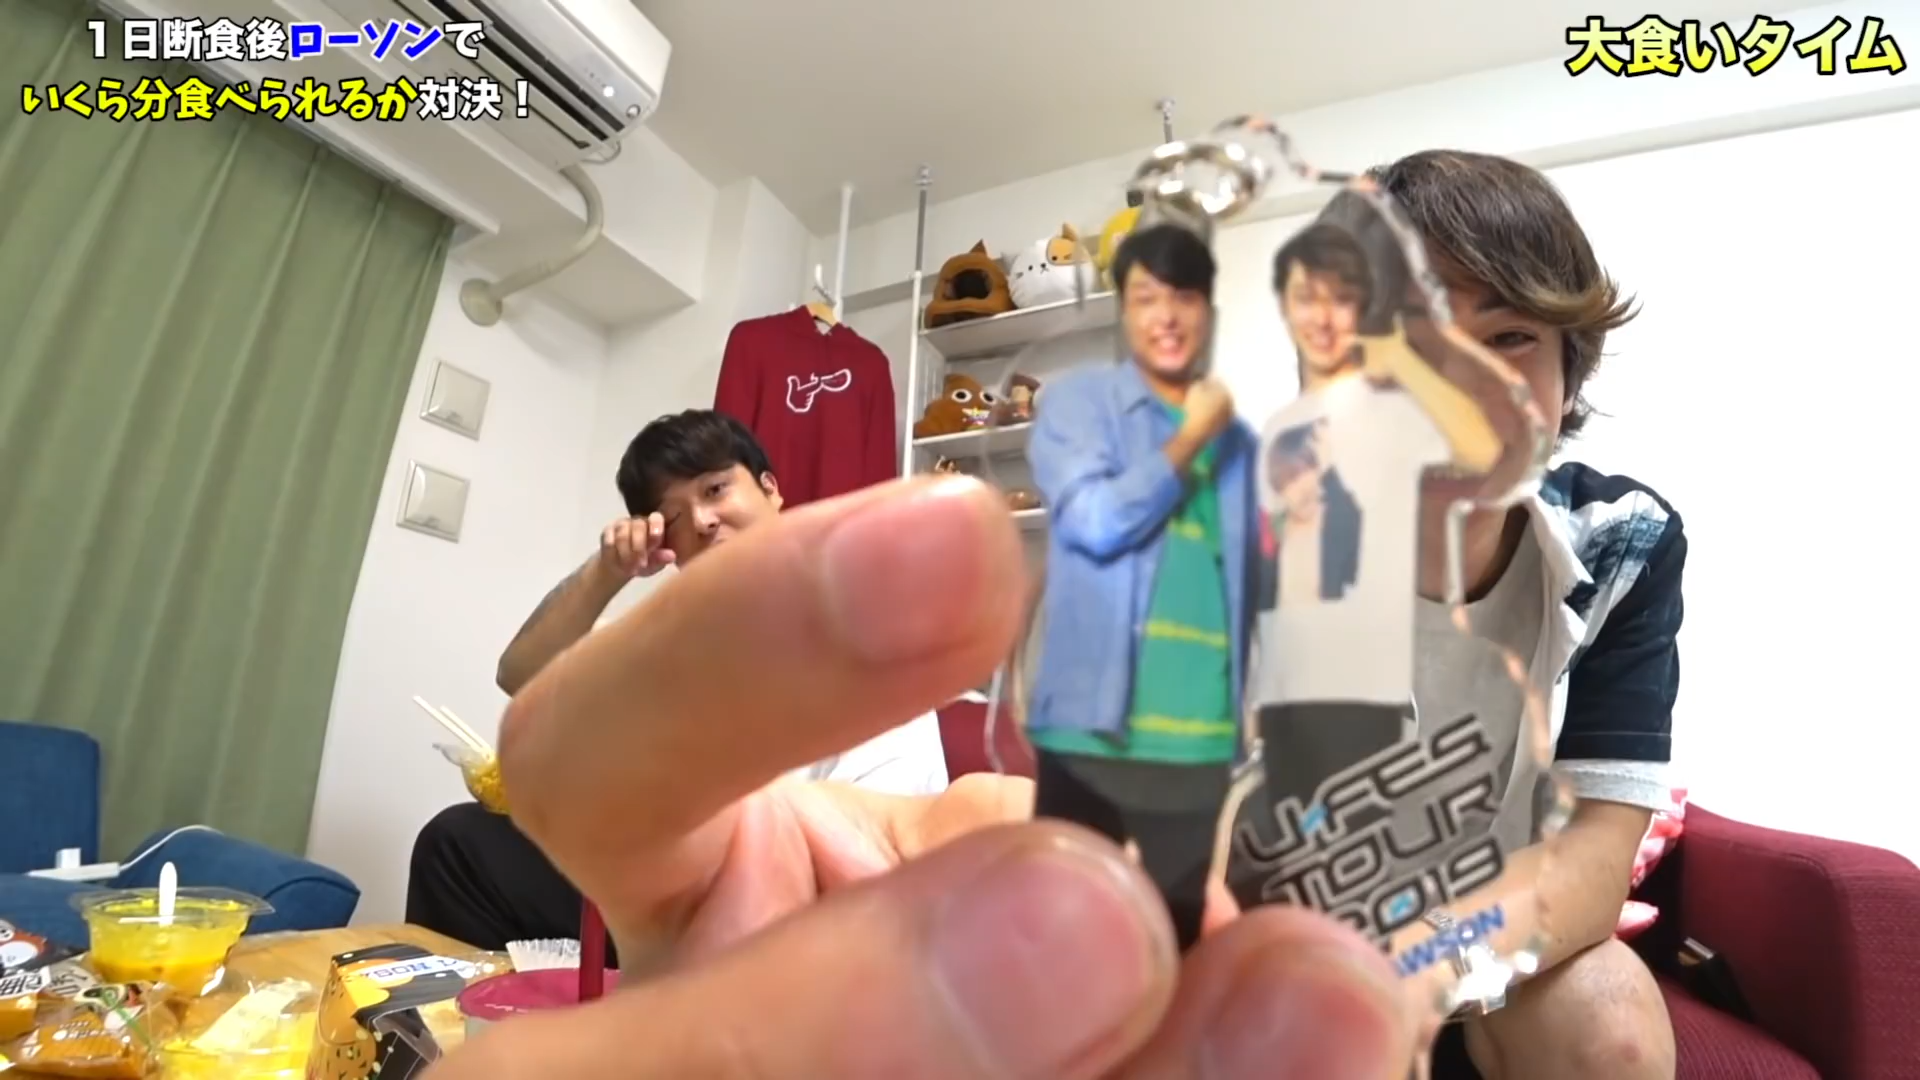 １日断食後ローソンで
いくら分食べられるか対決！
大食いタイム
U-FES
TOUR
2019
LAWSON